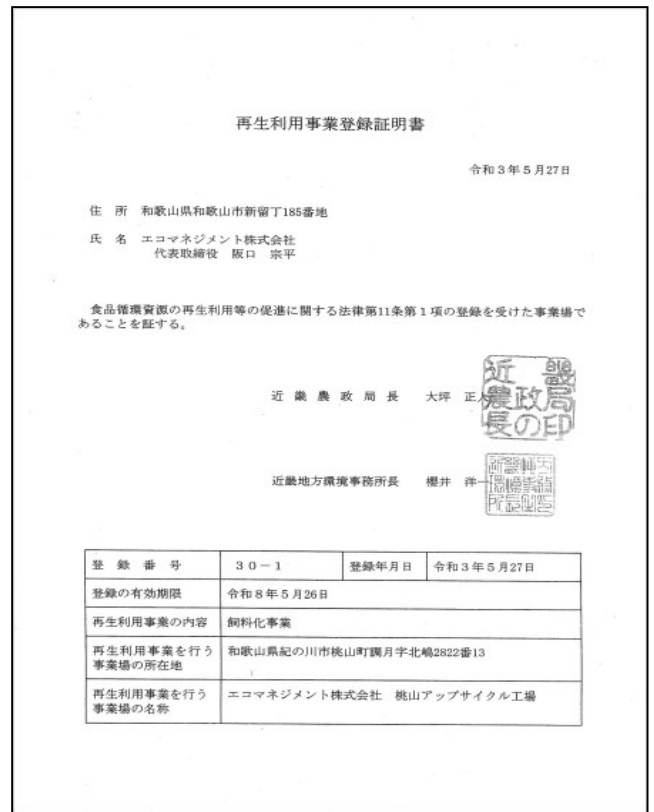 再生利用事業登録証明書
令和3年5月27日
住 所 和歌山県和歌山市新留丁185番地
氏 名 エコマネジメント株式会社
代表取締役 阪口 宗平
食品循環資源の再生利用等の促進に関する法律第11条第1項の登録を受けた事業場で
あることを証する。
近 畿 農 政 局 長 大坪 正人
近畿農政局長の印
近畿地方環境事務所長 櫻井 洋一
登 録 番 号 30-1 登録年月日 令和3年5月27日
登録の有効期限 令和8年5月26日
再生利用事業の内容 飼料化事業
再生利用事業を行う
事業場の所在地 和歌山県紀の川市桃山町調月字北嶋2822番13
再生利用事業を行う
事業場の名称 エコマネジメント株式会社 桃山アップサイクル工場